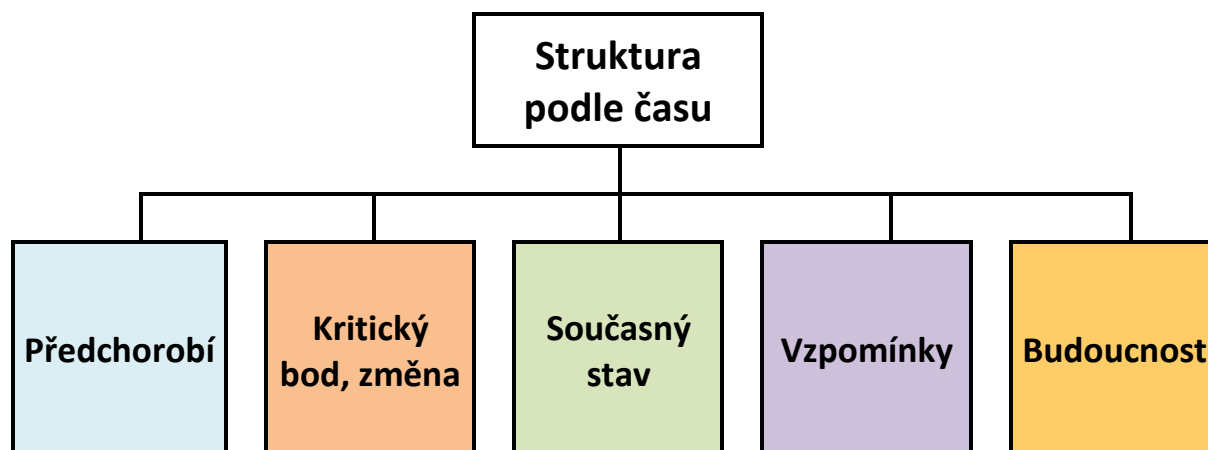 Struktura
podle času
Předchorobí
Kritický
bod, změna
Současný
stav
Vzpomínky
Budoucnost